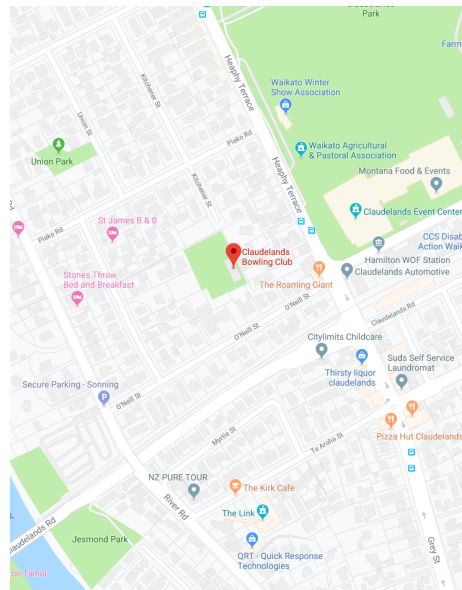 Claudelands
Park
Farm
Waikato Winter
Show Association
Heaphy Terrace
Kitchener St
Union St
Piako Rd
Waikato Agricultural
& Pastoral Association
Union Park
Heaphy Terrace
Montana Food & Events
Kitchener St
Claudelands Event Center
St James B & B
Piako Rd
CCS Disab
Action Waik
Claudelands
Bowling Club
Hamilton WOF Station
Claudelands Automotive
Stones Throw
Bed and Breakfast
The Roaming Giant
O'Neill St
Claudelands Rd
O'Neill St
Citylimits Childcare
Thirsty liquor
claudelands
Suds Self Service
Laundromat
Secure Parking - Sonning
P
O'Neill St
Myrtle St
Te Aroha St
Pizza Hut Claudelands
NZ PURE TOUR
The Kirk Cafe
River Rd
The Link
audelands Rd
Jesmond Park
Grey St
QRT - Quick Response
Technologies
on Tainui